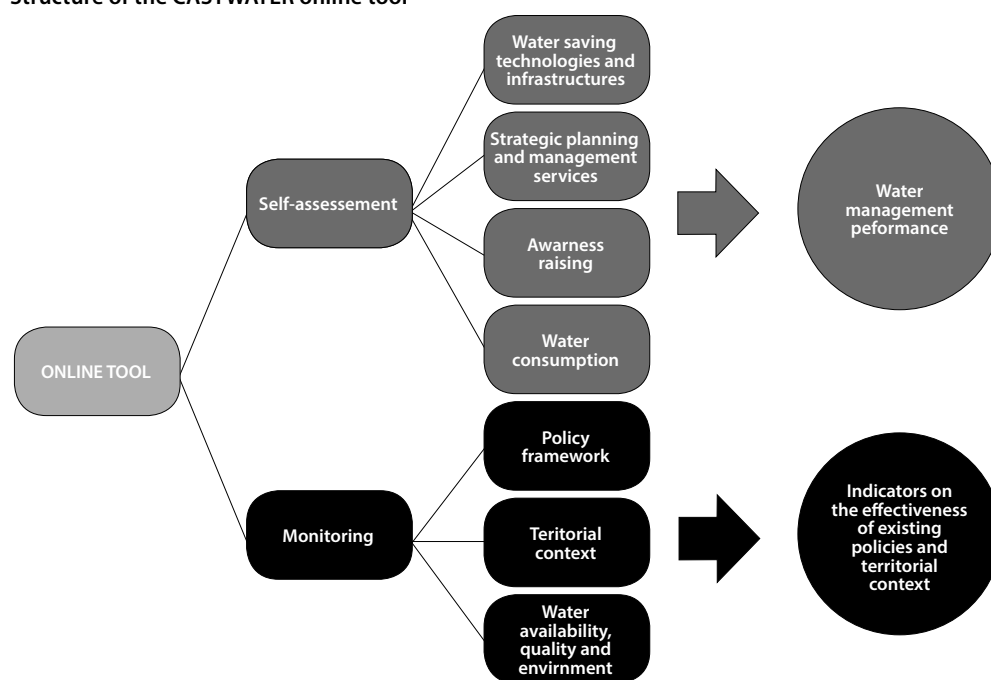 Structure of the CASTWATER online tool
Water saving
technologies and
infrastructures
Strategic planning
and management
services
Self-assessement
Awarness
raising
Water
consumption
Water
management
peformance
ONLINE TOOL
Policy
framework
Monitoring
Teritorial
context
Water
availability,
quality and
envirnment
Indicators on
the effectiveness
of existing
policies and
territorial
context